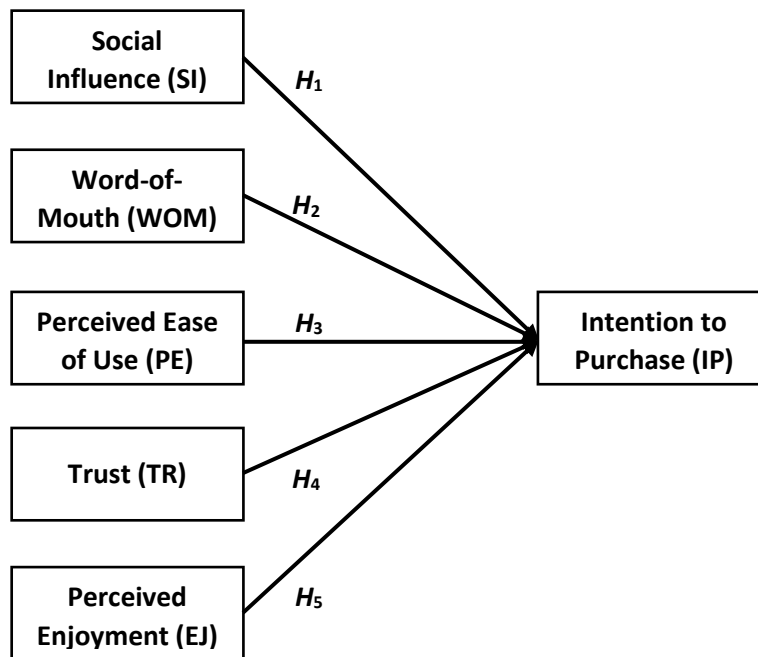 Social
Influence (SI)
H1
Word-of-
Mouth (WOM)
H2
Perceived Ease
of Use (PE)
H3
Intention to
Purchase (IP)
Trust (TR)
H4
Perceived
Enjoyment (EJ)
H5